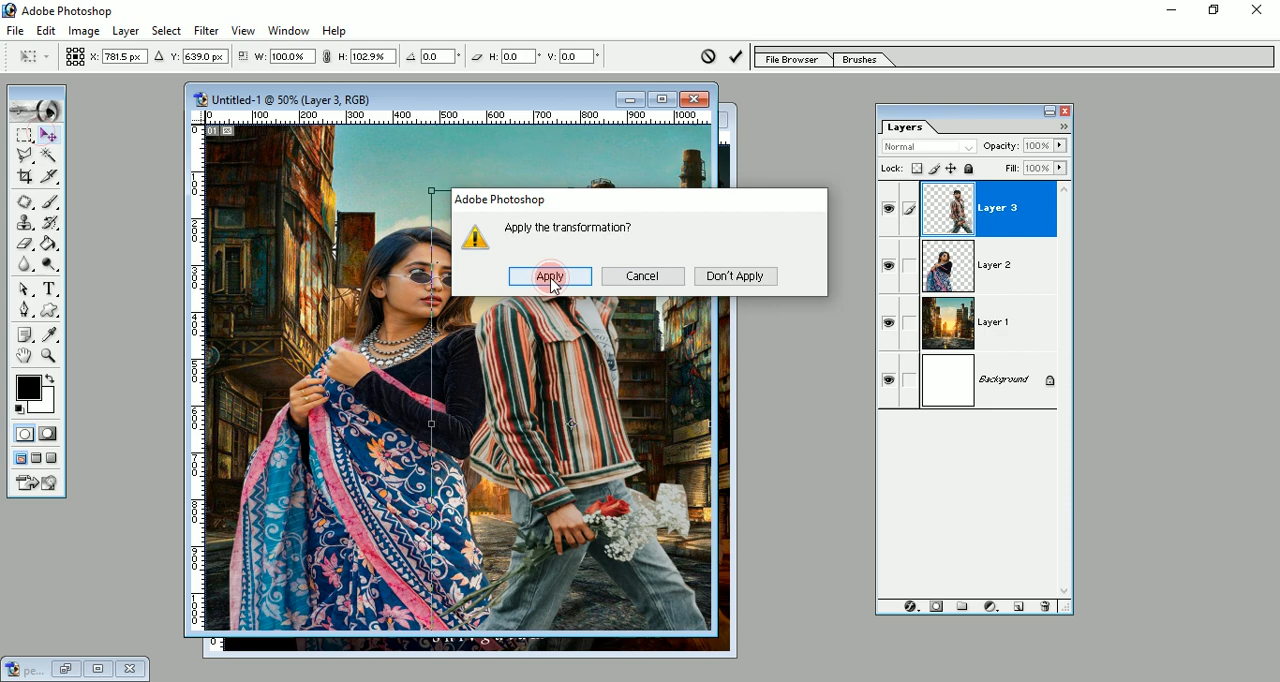 Adobe Photoshop
File Edit Image Layer Select Filter View Window Help
X: 781.5 px Y: 639.0 px W: 100.0% H: 102.9% 0.0 ° H: 0.0 ° V: 0.0 °
File Browser Brushes
Untitled-1 @ 50% (Layer 3, RGB)
0 100 200 300 400 500 600 700 800 900 1000
01
Adobe Photoshop
Apply the transformation?
Apply Cancel Don't Apply
Layers
Normal Opacity: 100%
Lock: Fill: 100%
Layer 3
Layer 2
Layer 1
Background
pe...